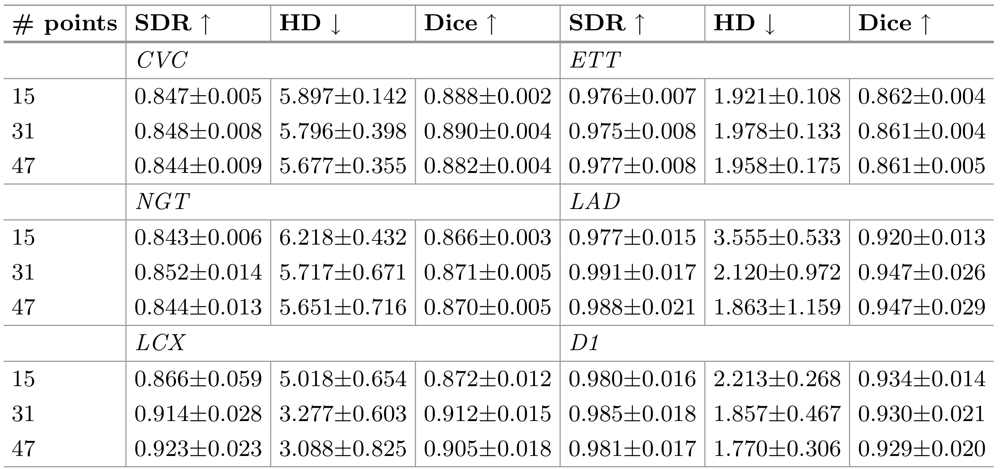 # points SDR ↑ HD ↓ Dice ↑ SDR ↑ HD ↓ Dice ↑
CVC ETT
15 0.847±0.005 5.897±0.142 0.888±0.002 0.976±0.007 1.921±0.108 0.862±0.004
31 0.848±0.008 5.796±0.398 0.890±0.004 0.975±0.008 1.978±0.133 0.861±0.004
47 0.844±0.009 5.677±0.355 0.882±0.004 0.977±0.008 1.958±0.175 0.861±0.005
NGT LAD
15 0.843±0.006 6.218±0.432 0.866±0.003 0.977±0.015 3.555±0.533 0.920±0.013
31 0.852±0.014 5.717±0.671 0.871±0.005 0.991±0.017 2.120±0.972 0.947±0.026
47 0.844±0.013 5.651±0.716 0.870±0.005 0.988±0.021 1.863±1.159 0.947±0.029
LCX D1
15 0.866±0.059 5.018±0.654 0.872±0.012 0.980±0.016 2.213±0.268 0.934±0.014
31 0.914±0.028 3.277±0.603 0.912±0.015 0.985±0.018 1.857±0.467 0.930±0.021
47 0.923±0.023 3.088±0.825 0.905±0.018 0.981±0.017 1.770±0.306 0.929±0.020